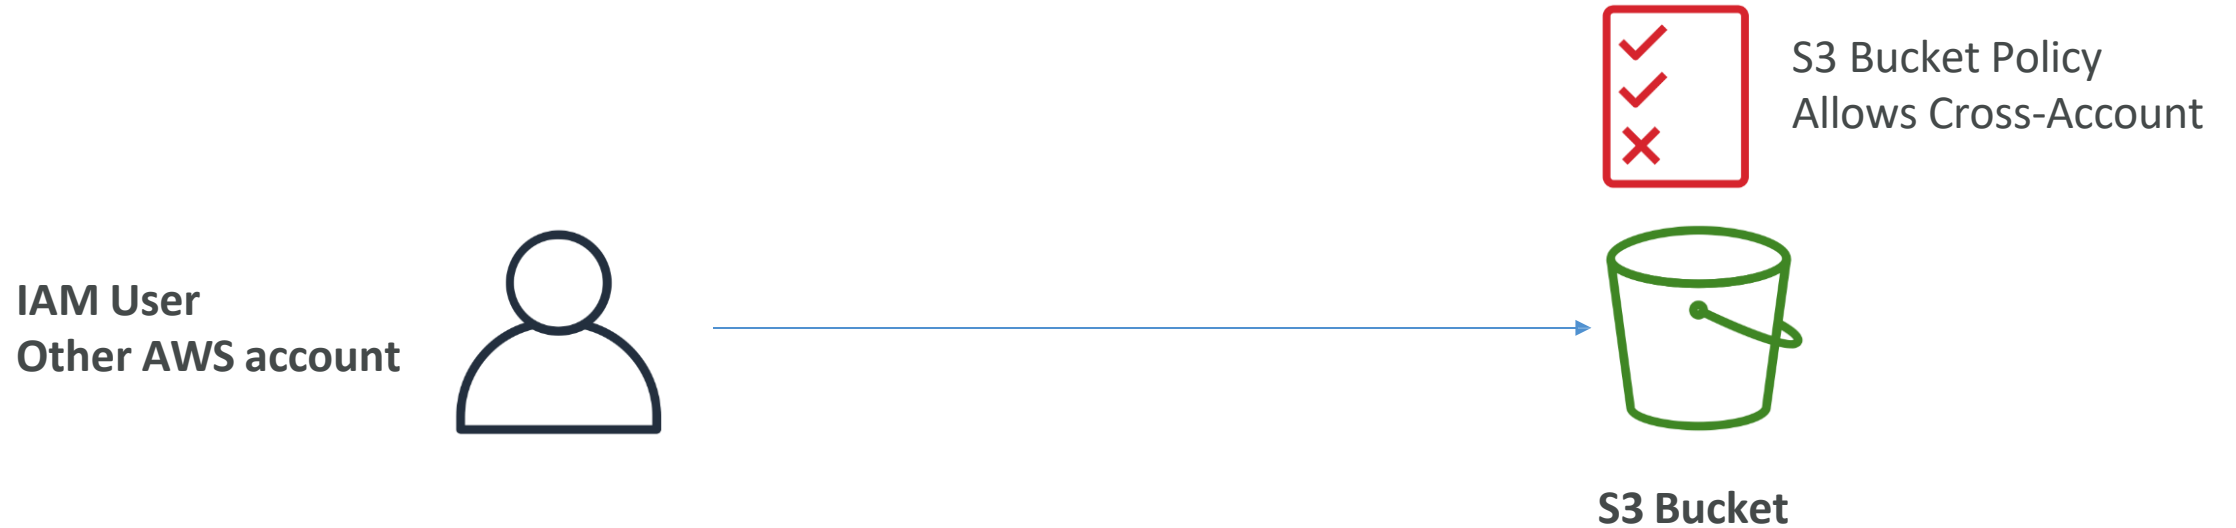 S3 Bucket Policy
Allows Cross-Account
IAM User
Other AWS account
S3 Bucket